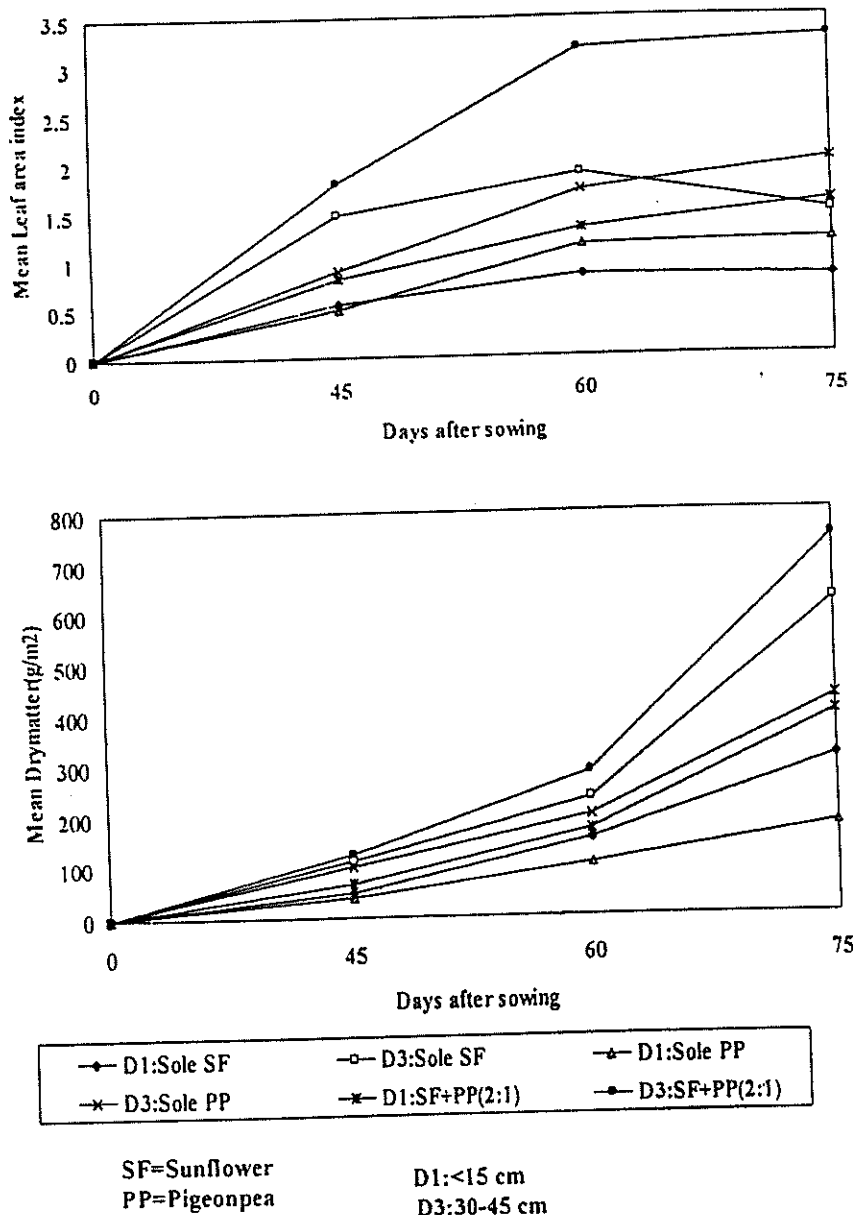 3.5
3
2.5
2
1.5
1
0.5
0
Mean Leaf area index
0 45 60 75
Days after sowing
800
700
600
500
400
300
200
100
0
Mean Drymatter(g/m2)
0 45 60 75
Days after sowing
D1:Sole SF D3:Sole SF D1:Sole PP
D3:Sole PP D1:SF+PP(2:1) D3:SF+PP(2:1)
SF=Sunflower D1:<15 cm
PP=Pigeonpea D3:30-45 cm